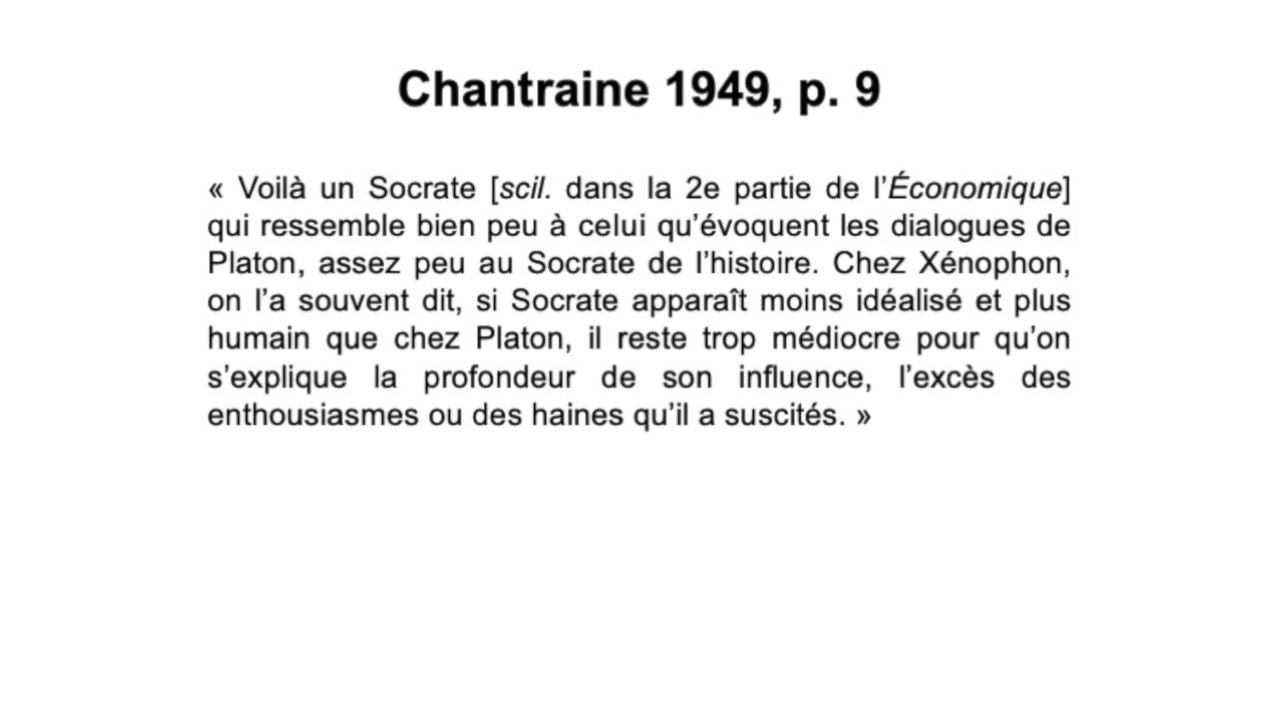 Chantraine 1949, p. 9
« Voilà un Socrate [scil. dans la 2e partie de l’Économique]
qui ressemble bien peu à celui qu’évoquent les dialogues de
Platon, assez peu au Socrate de l’histoire. Chez Xénophon,
on l’a souvent dit, si Socrate apparaît moins idéalisé et plus
humain que chez Platon, il reste trop médiocre pour qu’on
s’explique la profondeur de son influence, l’excès des
enthousiasmes ou des haines qu’il a suscités. »